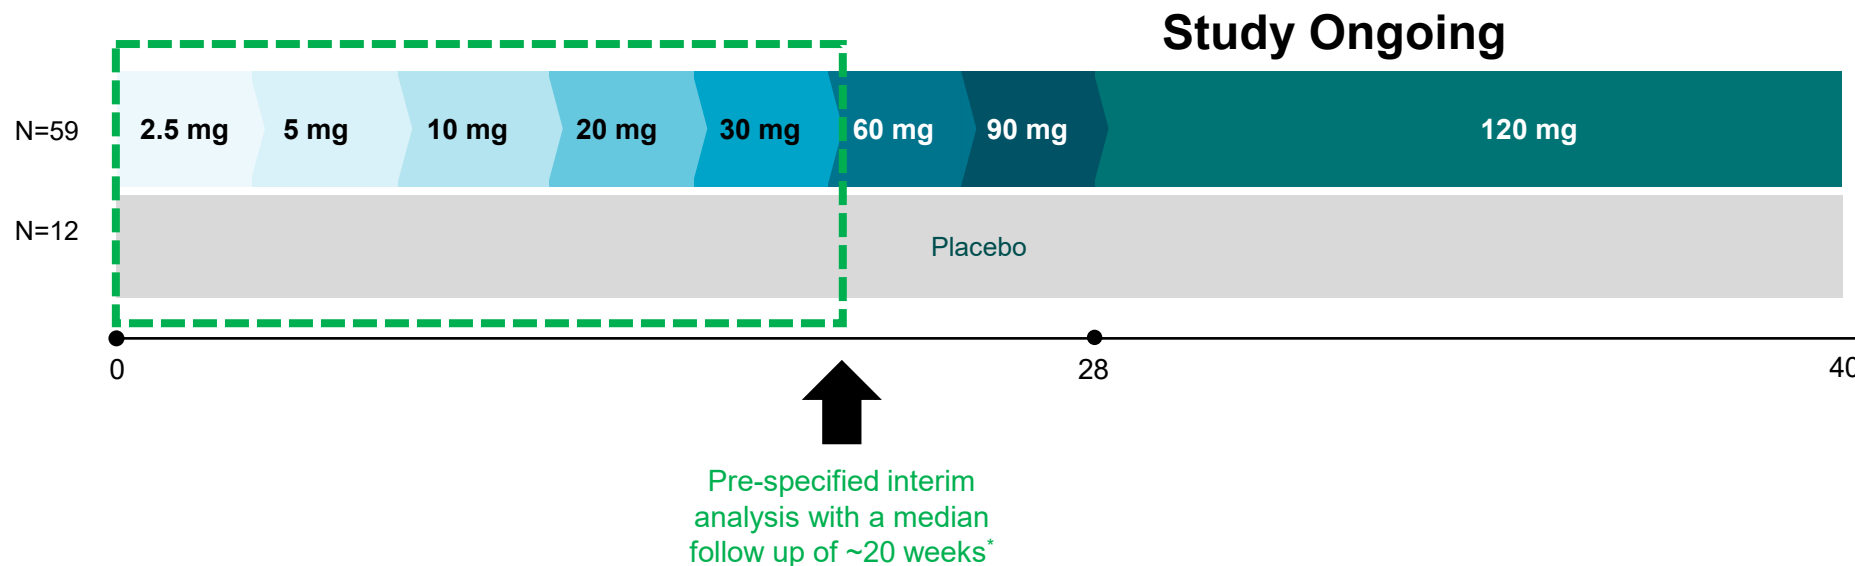 Study Ongoing
N=59
2.5 mg
5 mg
10 mg
20 mg
30 mg
60 mg
90 mg
120 mg
N=12
Placebo
0
28
40
Pre-specified interim
analysis with a median
follow up of ~20 weeks*